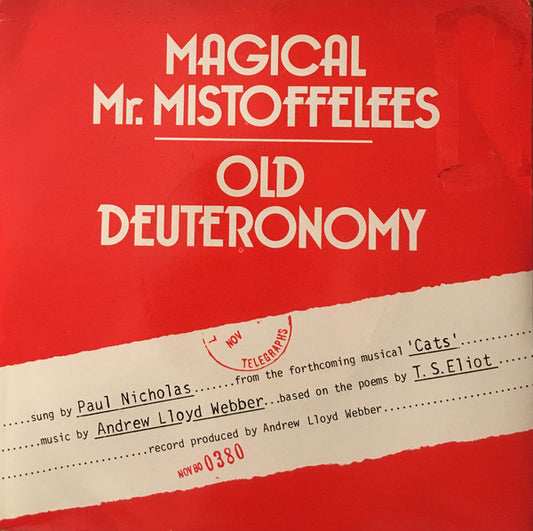 MAGICAL
Mr. MISTOFFELEES
OLD
DEUTERONOMY
NOV
TELEGRAPHS
.....sung by Paul Nicholas.......from the forthcoming musical 'Cats'...........
......music by Andrew Lloyd Webber...based on the poems by T.S.Eliot......
.......................record produced by Andrew Lloyd Webber.......................
NOV 80 0380